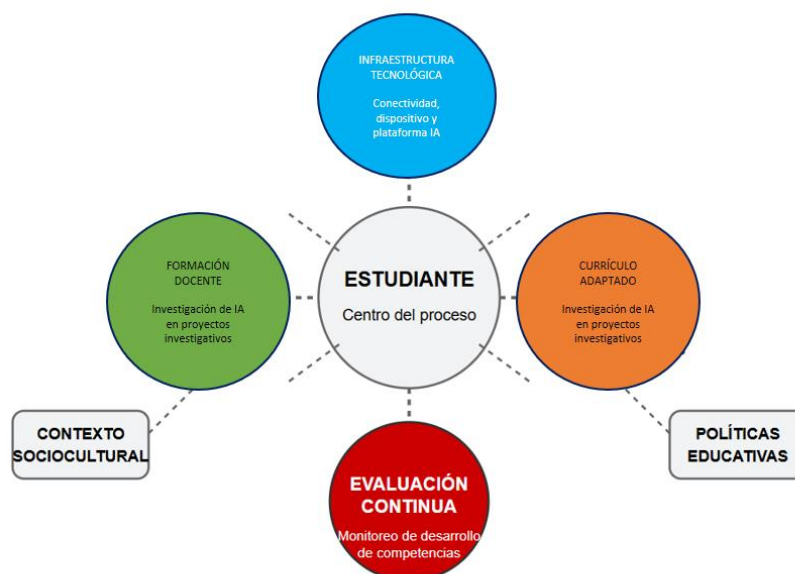 INFRAESTRUCTURA
TECNOLÓGICA
Conectividad,
dispositivo y
plataforma IA
FORMACIÓN
DOCENTE
Investigación de IA
en proyectos
investigativos
ESTUDIANTE
Centro del proceso
CURRÍCULO
ADAPTADO
Investigación de IA
en proyectos
investigativos
CONTEXTO
SOCIOCULTURAL
POLÍTICAS
EDUCATIVAS
EVALUACIÓN
CONTINUA
Monitoreo de desarrollo
de competencias